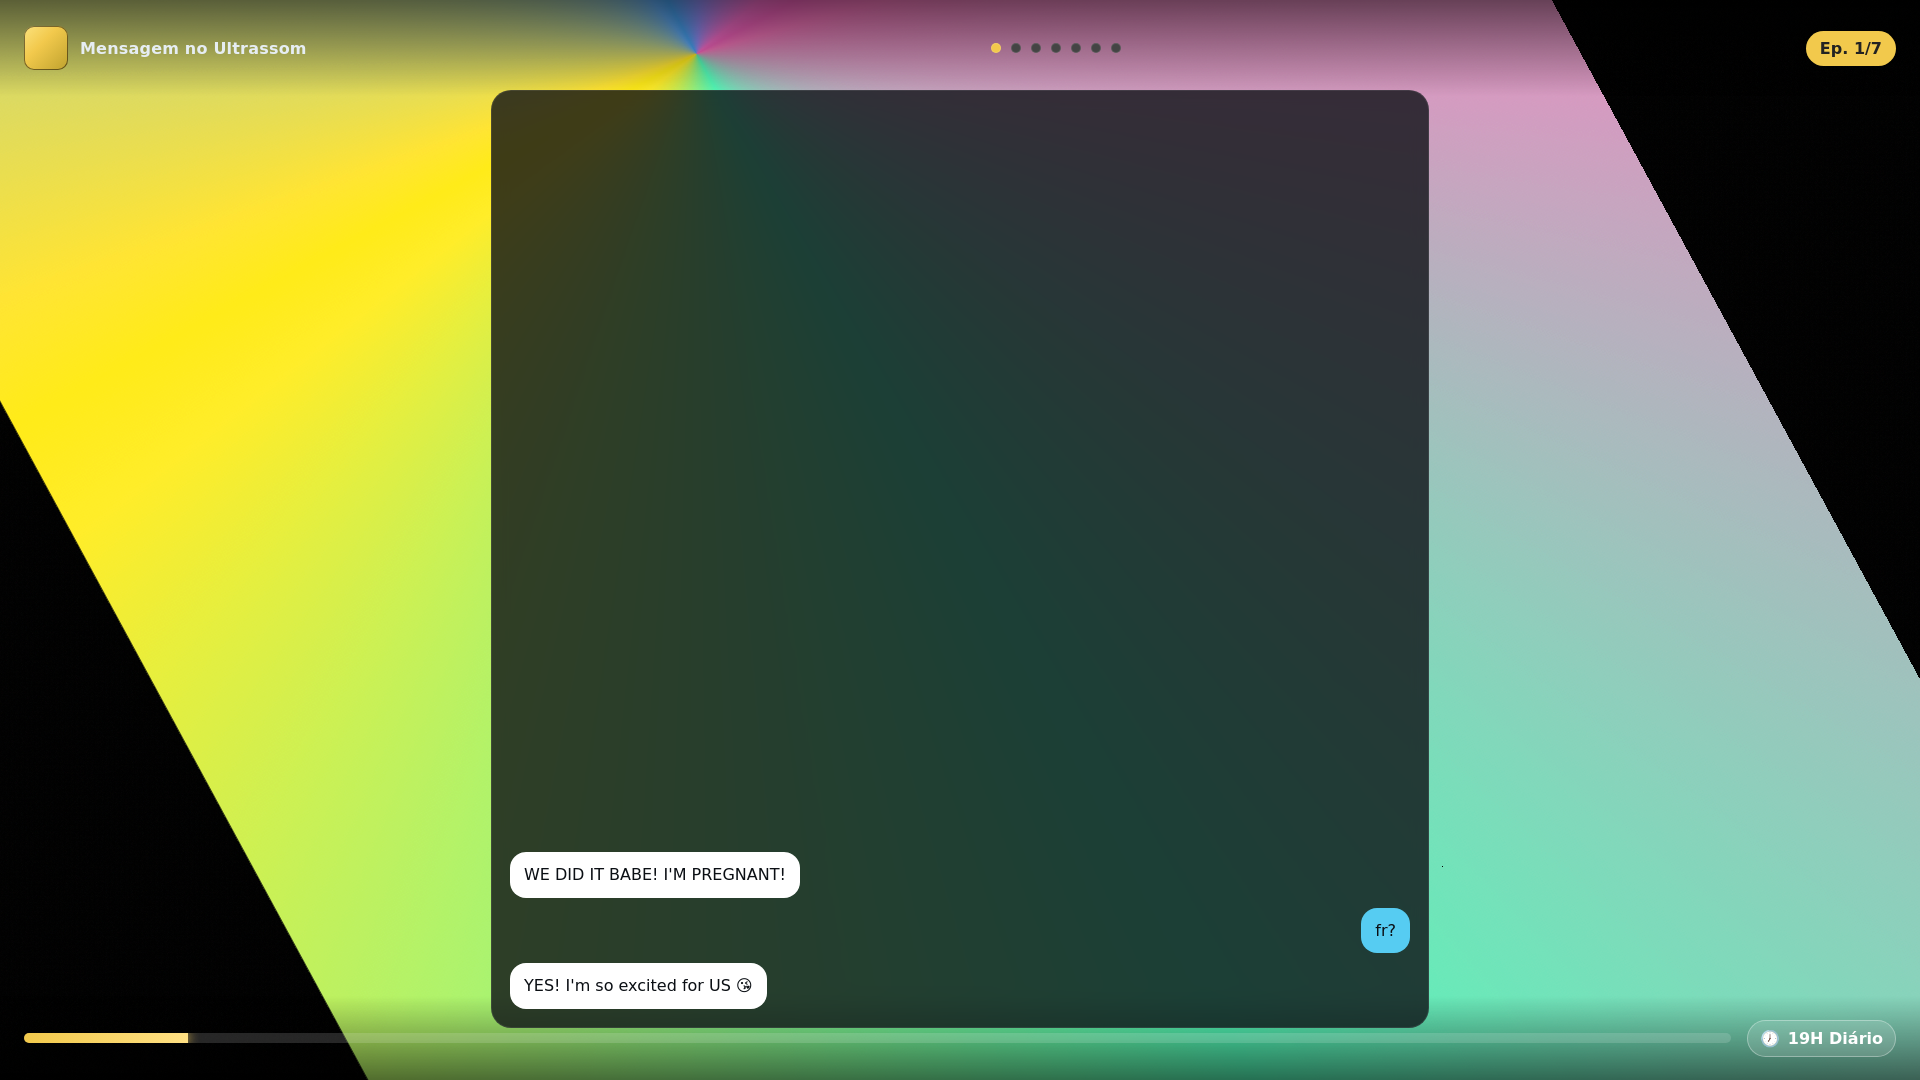 Mensagem no Ultrassom
Ep. 1/7
WE DID IT BABE! I'M PREGNANT!
fr?
YES! I'm so excited for US 😘
🕖 19H Diário